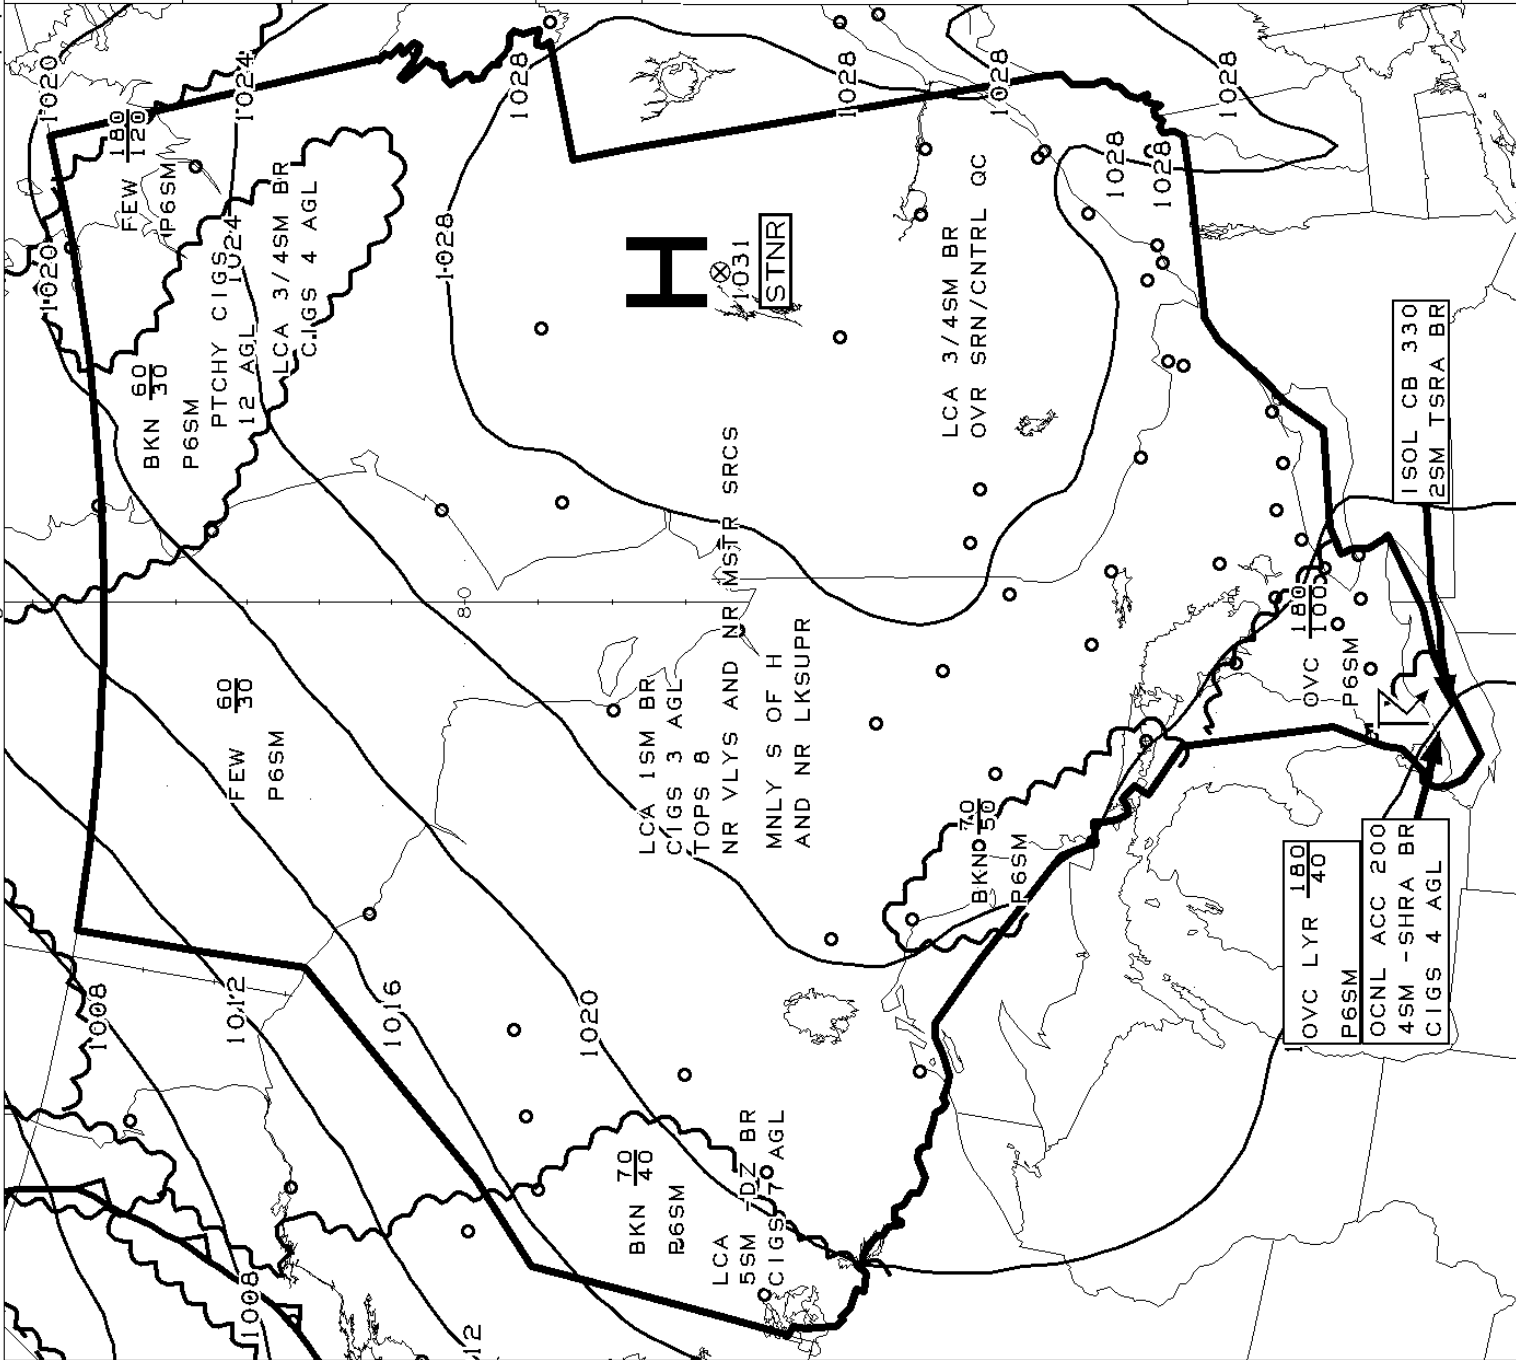 1020
1024
1028
1028
1028
1028
180
120
FEW
P6SM
1020
1024
PTCHY CIGS
12 AGL
LCA 3/4SM BR
CIGS 4 AGL
BKN 60
30
P6SM
1028
H
1031
STNR
LCA 3/4SM BR
OVR SRN/CNTRL QC
1028
1028
ISOL CB 330
2SM TSRA BR
80
FEW 60
30
P6SM
LCA 1SM BR
CIGS 3 AGL
TOPS 8
NR VLYS AND NR MSTR SRCS
MNLY S OF H
AND NR LKSUPR
OVC 180
100
P6SM
BKN 70
50
P6SM
OVC LYR 180
40
P6SM
OCNL ACC 200
4SM -SHRA BR
CIGS 4 AGL
1008
1012
1016
1020
BKN 70
40
P6SM
LCA
5SM -DZ BR
CIGS 7 AGL
1008
12